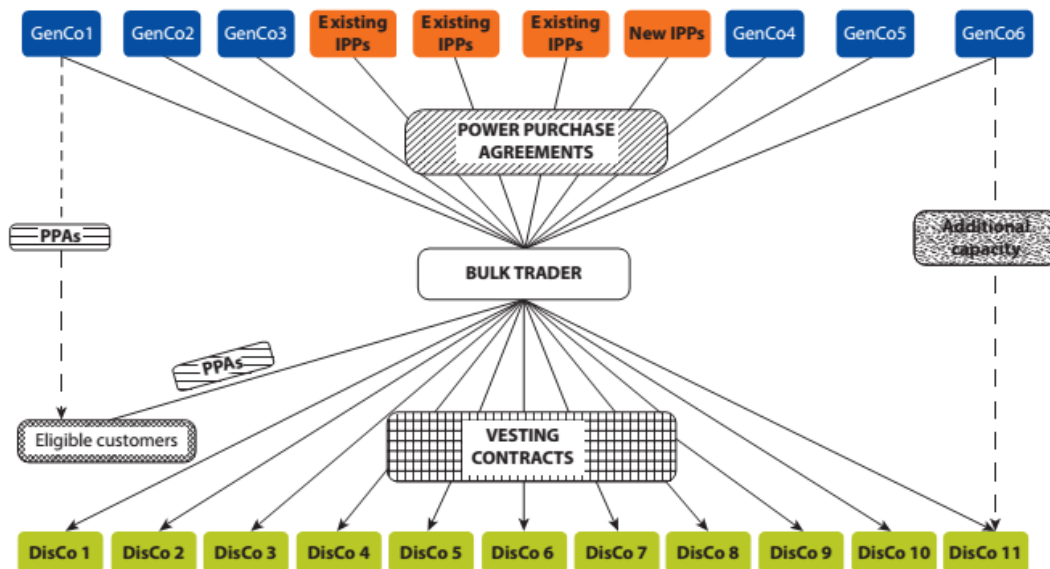 GenCo1
GenCo2
GenCo3
Existing
IPPs
Existing
IPPs
Existing
IPPs
New IPPs
GenCo4
GenCo5
GenCo6
POWER PURCHASE
AGREEMENTS
PPAs
Additional
capacity
BULK TRADER
PPAs
Eligible customers
VESTING
CONTRACTS
DisCo 1
DisCo 2
DisCo 3
DisCo 4
DisCo 5
DisCo 6
DisCo 7
DisCo 8
DisCo 9
DisCo 10
DisCo 11